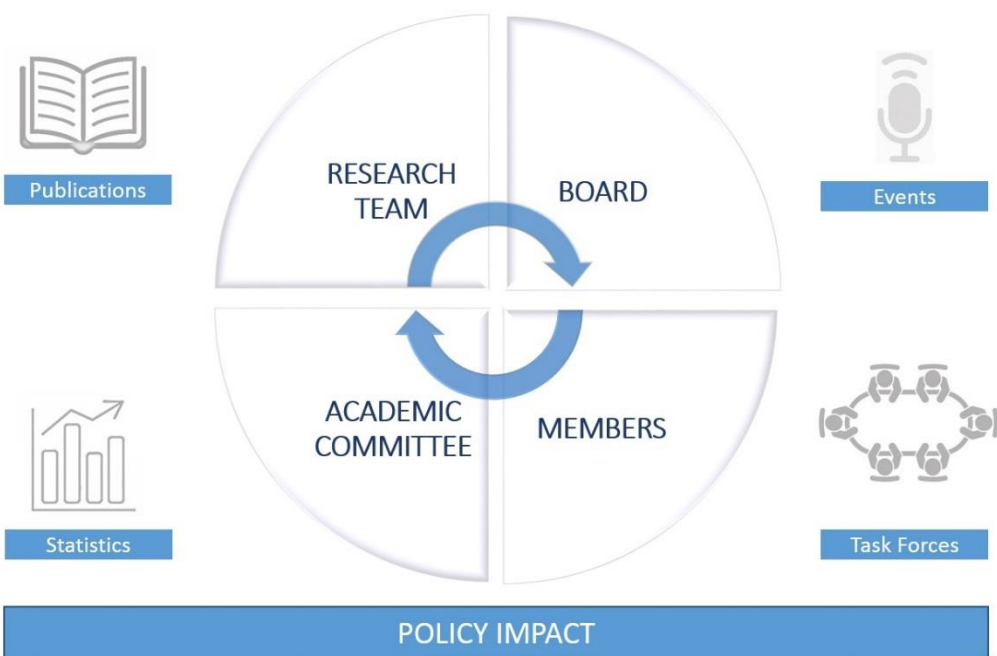 Publications
RESEARCH
TEAM
BOARD
Events
Statistics
ACADEMIC
COMMITTEE
MEMBERS
Task Forces
POLICY IMPACT